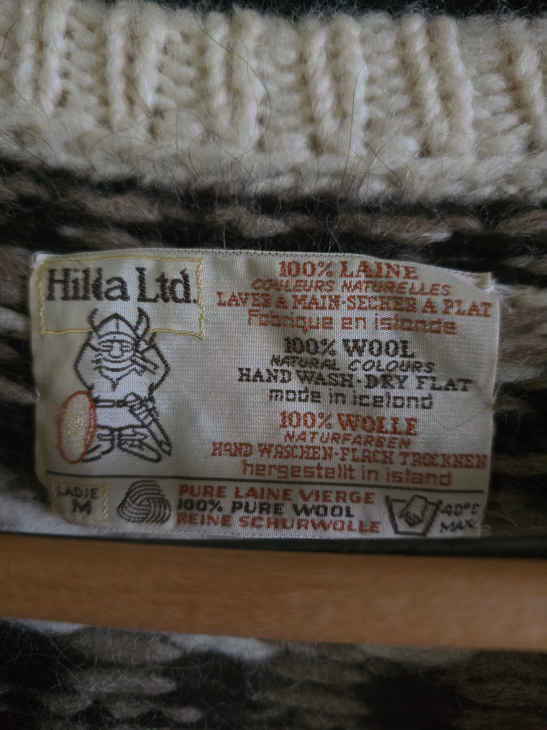 Hilda Ltd.
100% LAINE
COULEURS NATURELLES
LAVER A MAIN-SECHER A PLAT
Fabrique en islande
100% WOOL
NATURAL COLOURS
HAND WASH-DRY FLAT
made in iceland
100% WOLLE
NATURFARBEN
HAND WASCHEN-FLACH TROCKNEN
hergestellt in island
LADIE
M
PURE LAINE VIERGE
100% PURE WOOL
REINE SCHURWOLLE
40°C
MAX